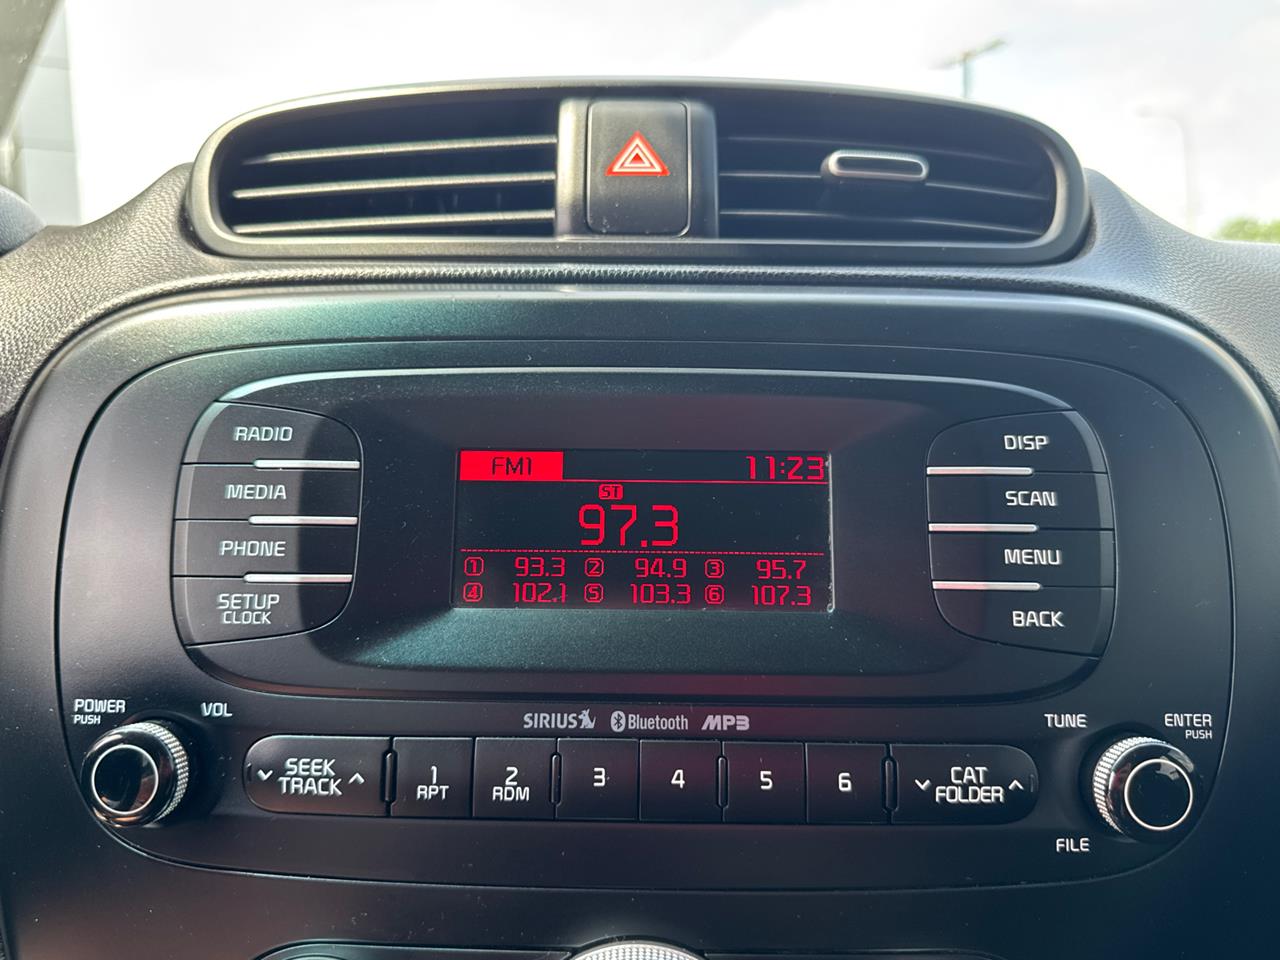 RADIO
MEDIA
PHONE
SETUP
CLOCK
FM1 11:23
ST
97.3
1 93.3 2 94.9 3 95.7
4 102.1 5 103.3 6 107.3
DISP
SCAN
MENU
BACK
POWER
PUSH
VOL
SIRIUS Bluetooth MP3
TUNE
ENTER
PUSH
SEEK
TRACK
1
RPT
2
RDM
3
4
5
6
CAT
FOLDER
FILE